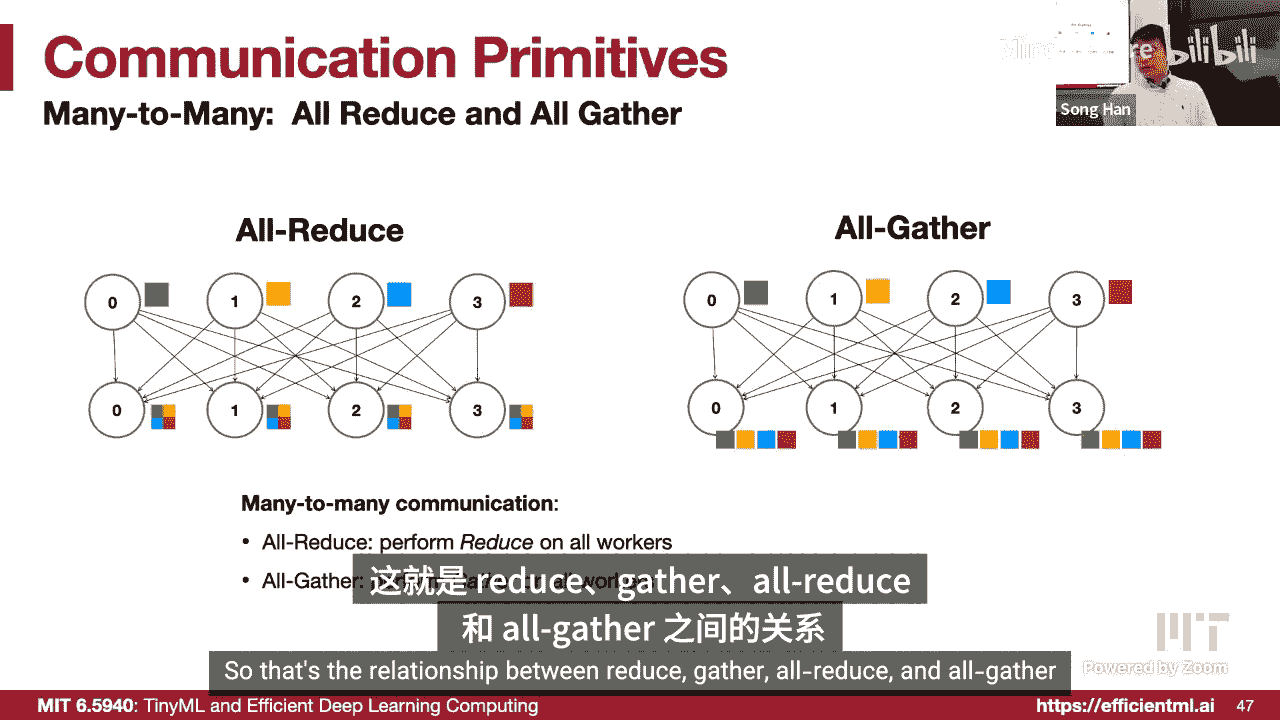 Communication Primitives
Many-to-Many: All Reduce and All Gather
bilibili
Song Han
All-Reduce
All-Gather
0 1 2 3
0 1 2 3
0 1 2 3
0 1 2 3
Many-to-many communication:
• All-Reduce: perform Reduce on all workers
• All-Gather:
这就是 reduce、gather、all-reduce
和 all-gather 之间的关系
So that's the relationship between reduce, gather, all-reduce, and all-gather
MIT
Powered by Zoom
MIT 6.5940: TinyML and Efficient Deep Learning Computing
https://efficientml.ai
47